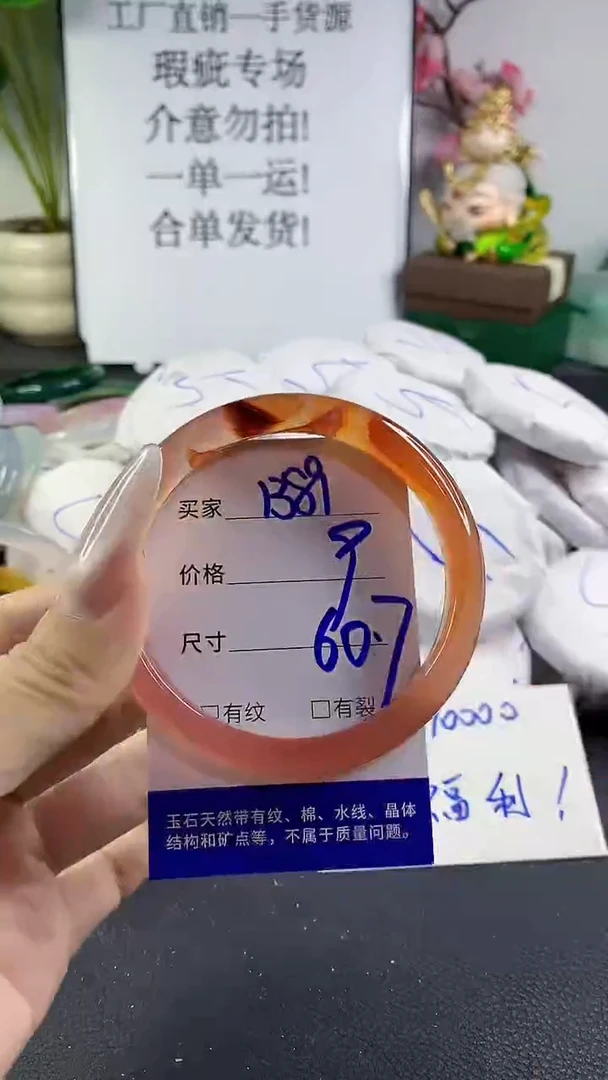 工厂直销一手货源
瑕疵专场
介意勿拍!
一单一运!
合单发货!
买家 1389
价格 9
尺寸 60.7
□有纹 □有裂
10000
福利!
玉石天然带有纹、棉、水线、晶体
结构和矿点等，不属于质量问题。